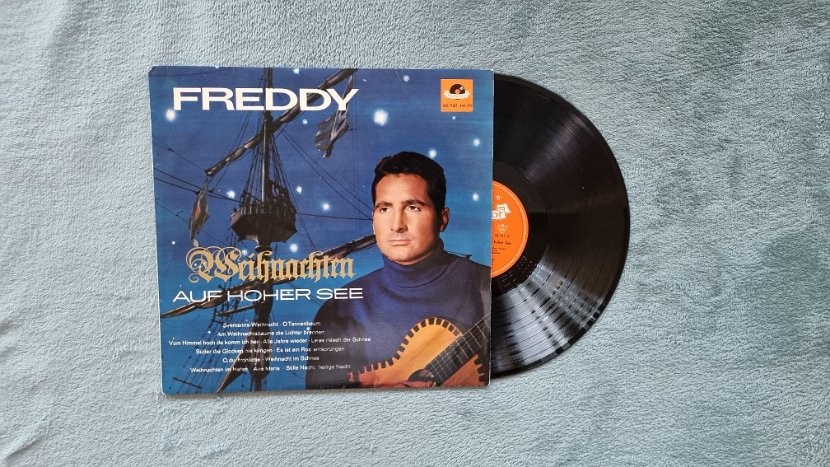 FREDDY
Weihnachten
AUF HOHER SEE
Seemanns-Weihnacht · O Tannenbaum
Am Weihnachtsbaume die Lichter brennen
Vom Himmel hoch da komm ich her · Alle Jahre wieder · Leise rieselt der Schnee
Süßer die Glocken nie klingen · Es ist ein Ros entsprungen
O, du fröhliche · Weihnacht im Schnee
Weihnachten im Hafen · Ave Maria · Stille Nacht, heilige Nacht